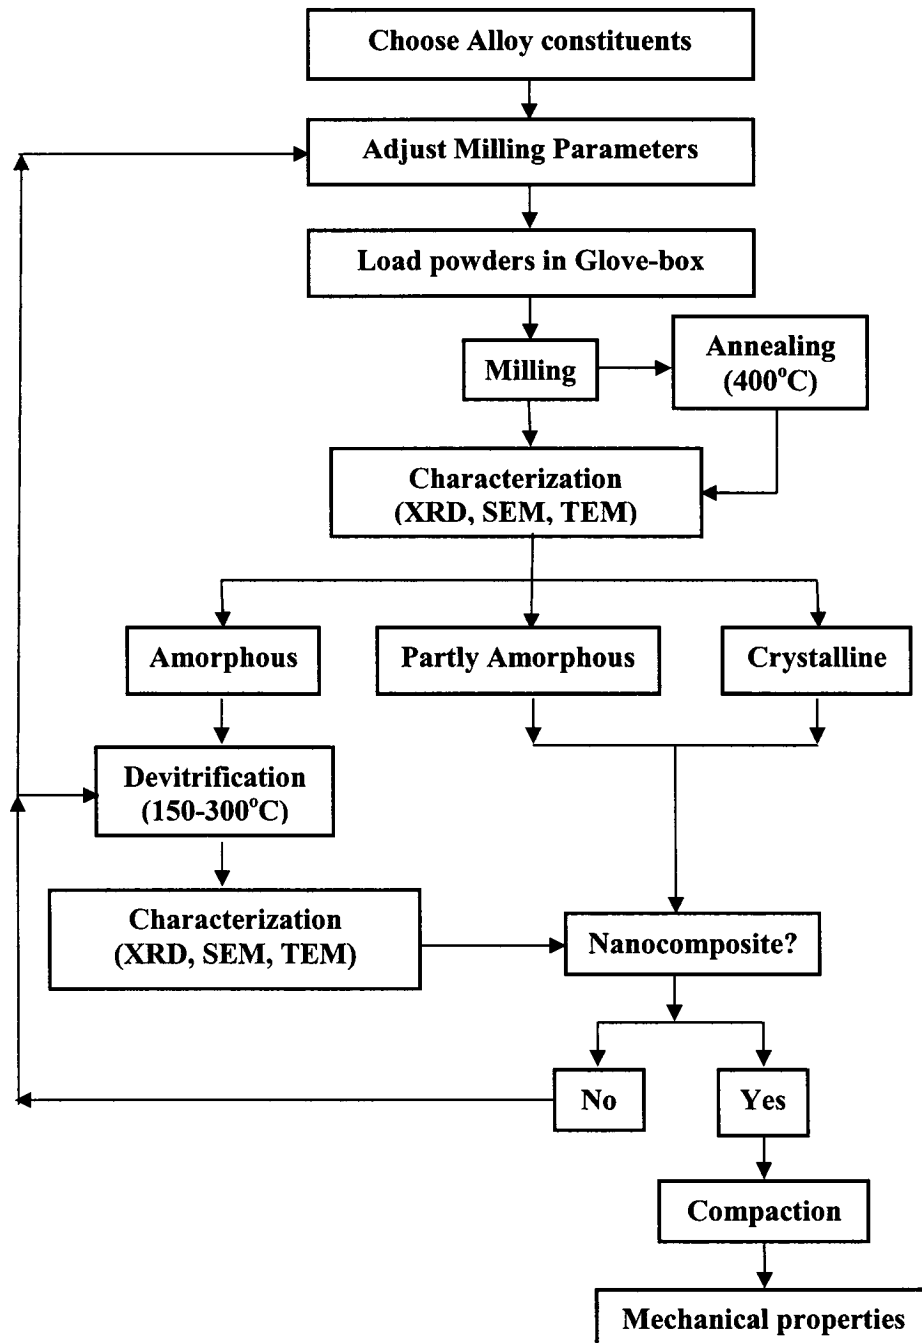 Choose Alloy constituents
Adjust Milling Parameters
Load powders in Glove-box
Milling
Annealing
(400°C)
Characterization
(XRD, SEM, TEM)
Amorphous
Partly Amorphous
Crystalline
Devitrification
(150-300°C)
Characterization
(XRD, SEM, TEM)
Nanocomposite?
No
Yes
Compaction
Mechanical properties